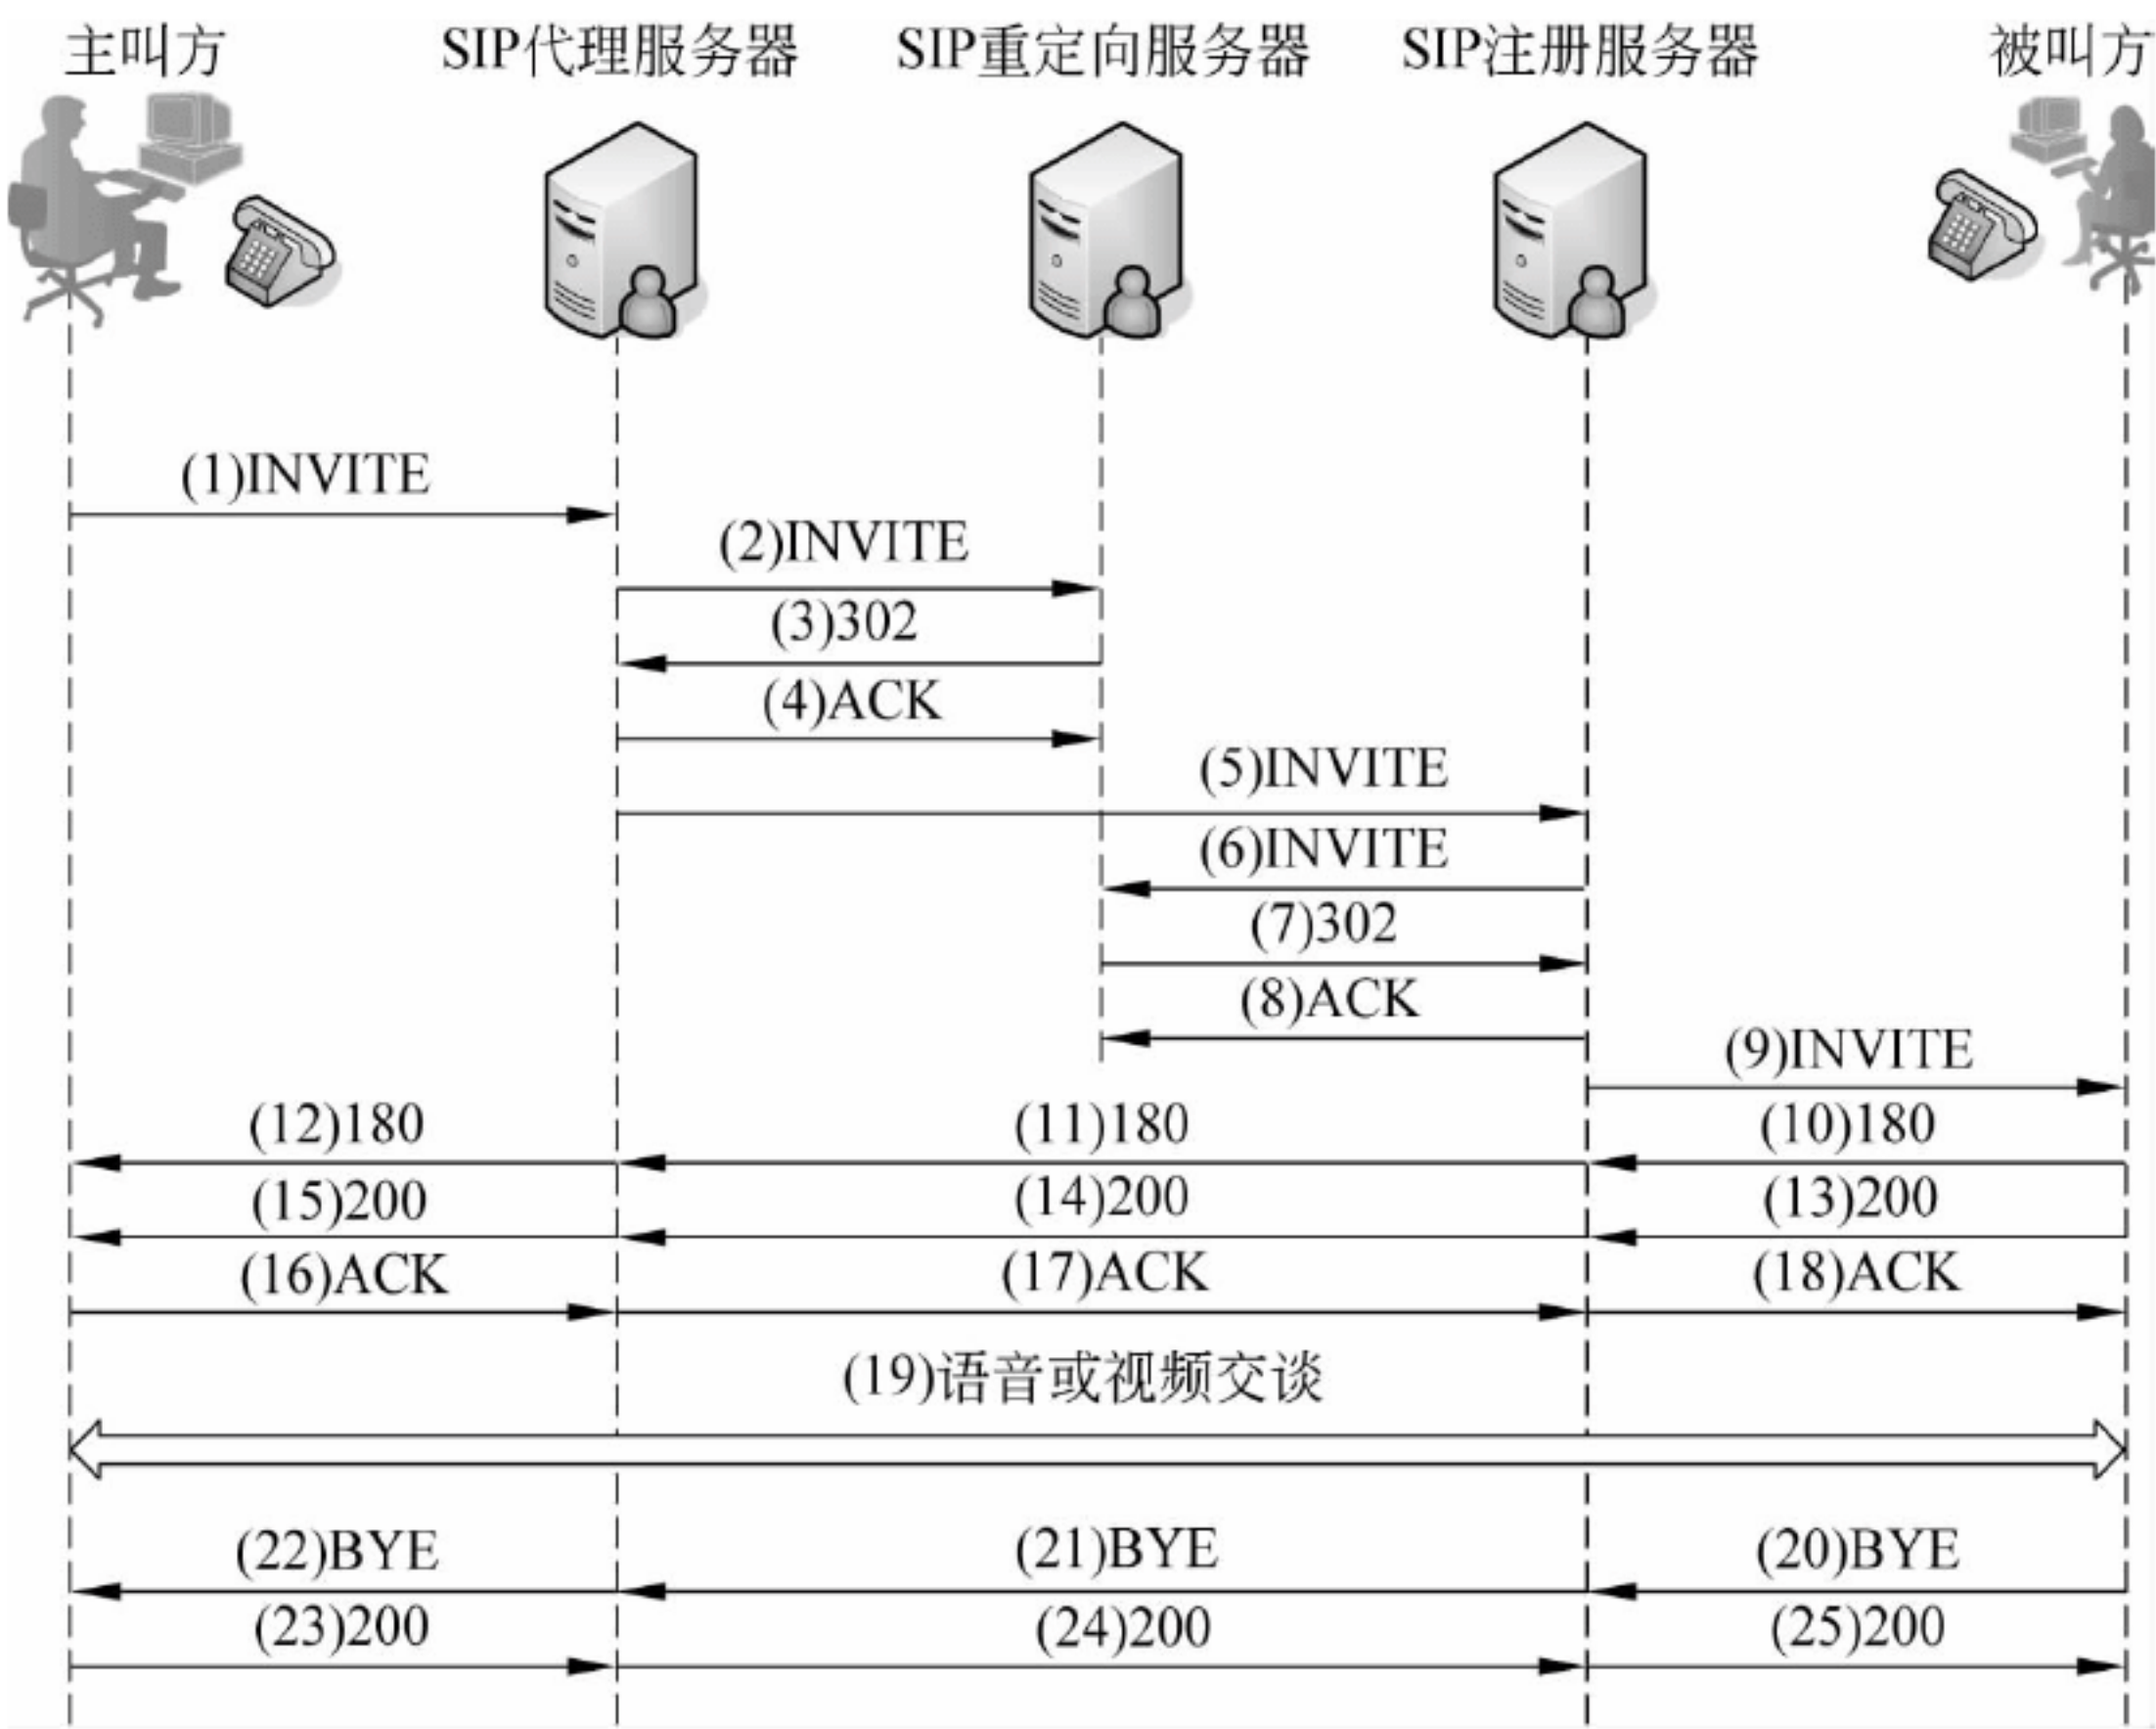 主叫方 SIP代理服务器 SIP重定向服务器 SIP注册服务器 被叫方
(1)INVITE
(2)INVITE
(3)302
(4)ACK
(5)INVITE
(6)INVITE
(7)302
(8)ACK
(9)INVITE
(12)180 (11)180 (10)180
(15)200 (14)200 (13)200
(16)ACK (17)ACK (18)ACK
(19)语音或视频交谈
(22)BYE (21)BYE (20)BYE
(23)200 (24)200 (25)200